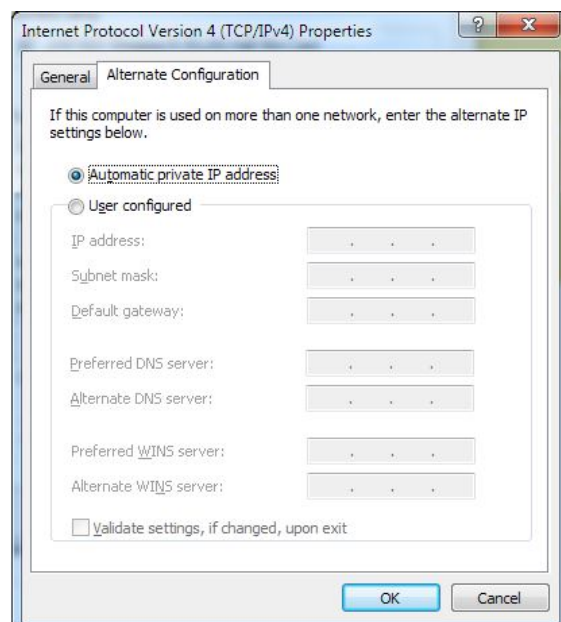 Internet Protocol Version 4 (TCP/IPv4) Properties
General
Alternate Configuration
If this computer is used on more than one network, enter the alternate IP
settings below.
Automatic private IP address
User configured
IP address:
Subnet mask:
Default gateway:
Preferred DNS server:
Alternate DNS server:
Preferred WINS server:
Alternate WINS server:
Validate settings, if changed, upon exit
OK
Cancel